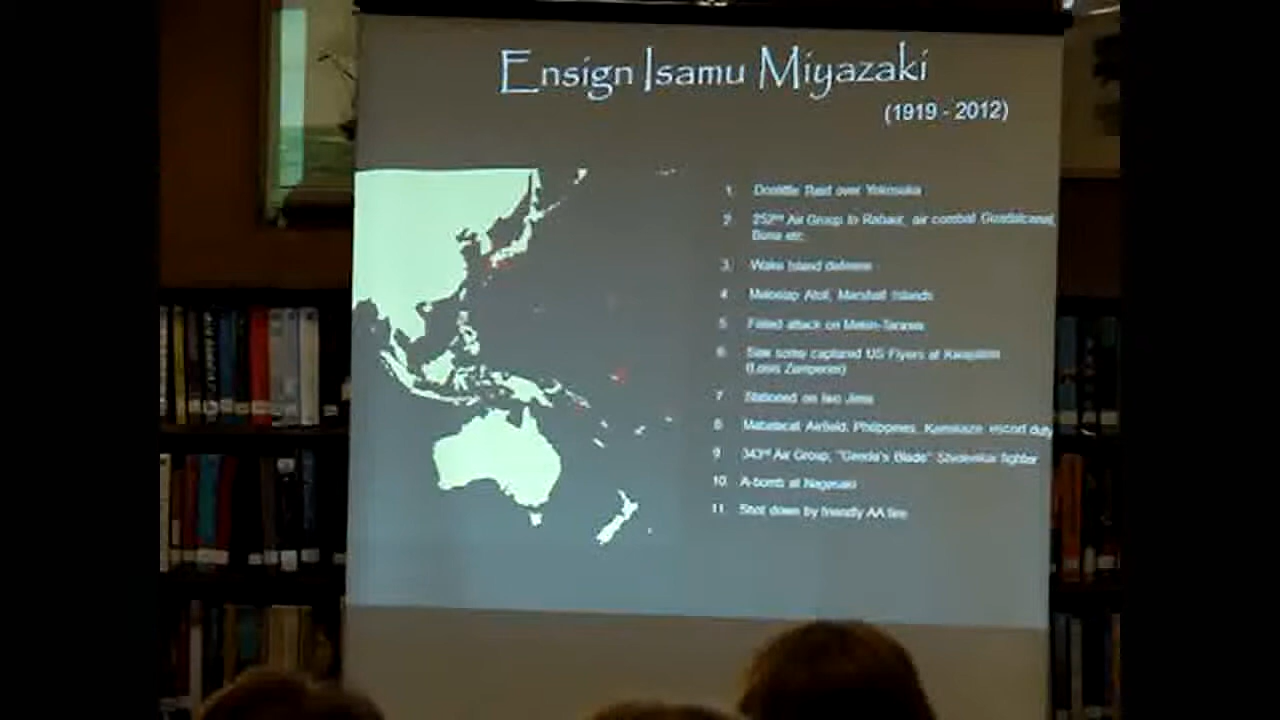 Ensign Isamu Miyazaki
(1919 - 2012)
1. Doolittle Raid over Yokosuka
2. 252nd Air Group to Rabaul, air combat Guadalcanal,
Buna etc.
3. Wake Island defense
4. Maloelap Atoll, Marshall Islands
5. Failed attack on Makin-Tarawa
6. Saw some captured US Flyers at Kwajalein
(Louis Zamperini)
7. Stationed on Iwo Jima
8. Mabalacat Airfield, Philippines, Kamikaze escort duty
9. 343rd Air Group, "Genda's Blade" Shiden-kai fighter
10. A-bomb at Nagasaki
11. Shot down by friendly AA fire